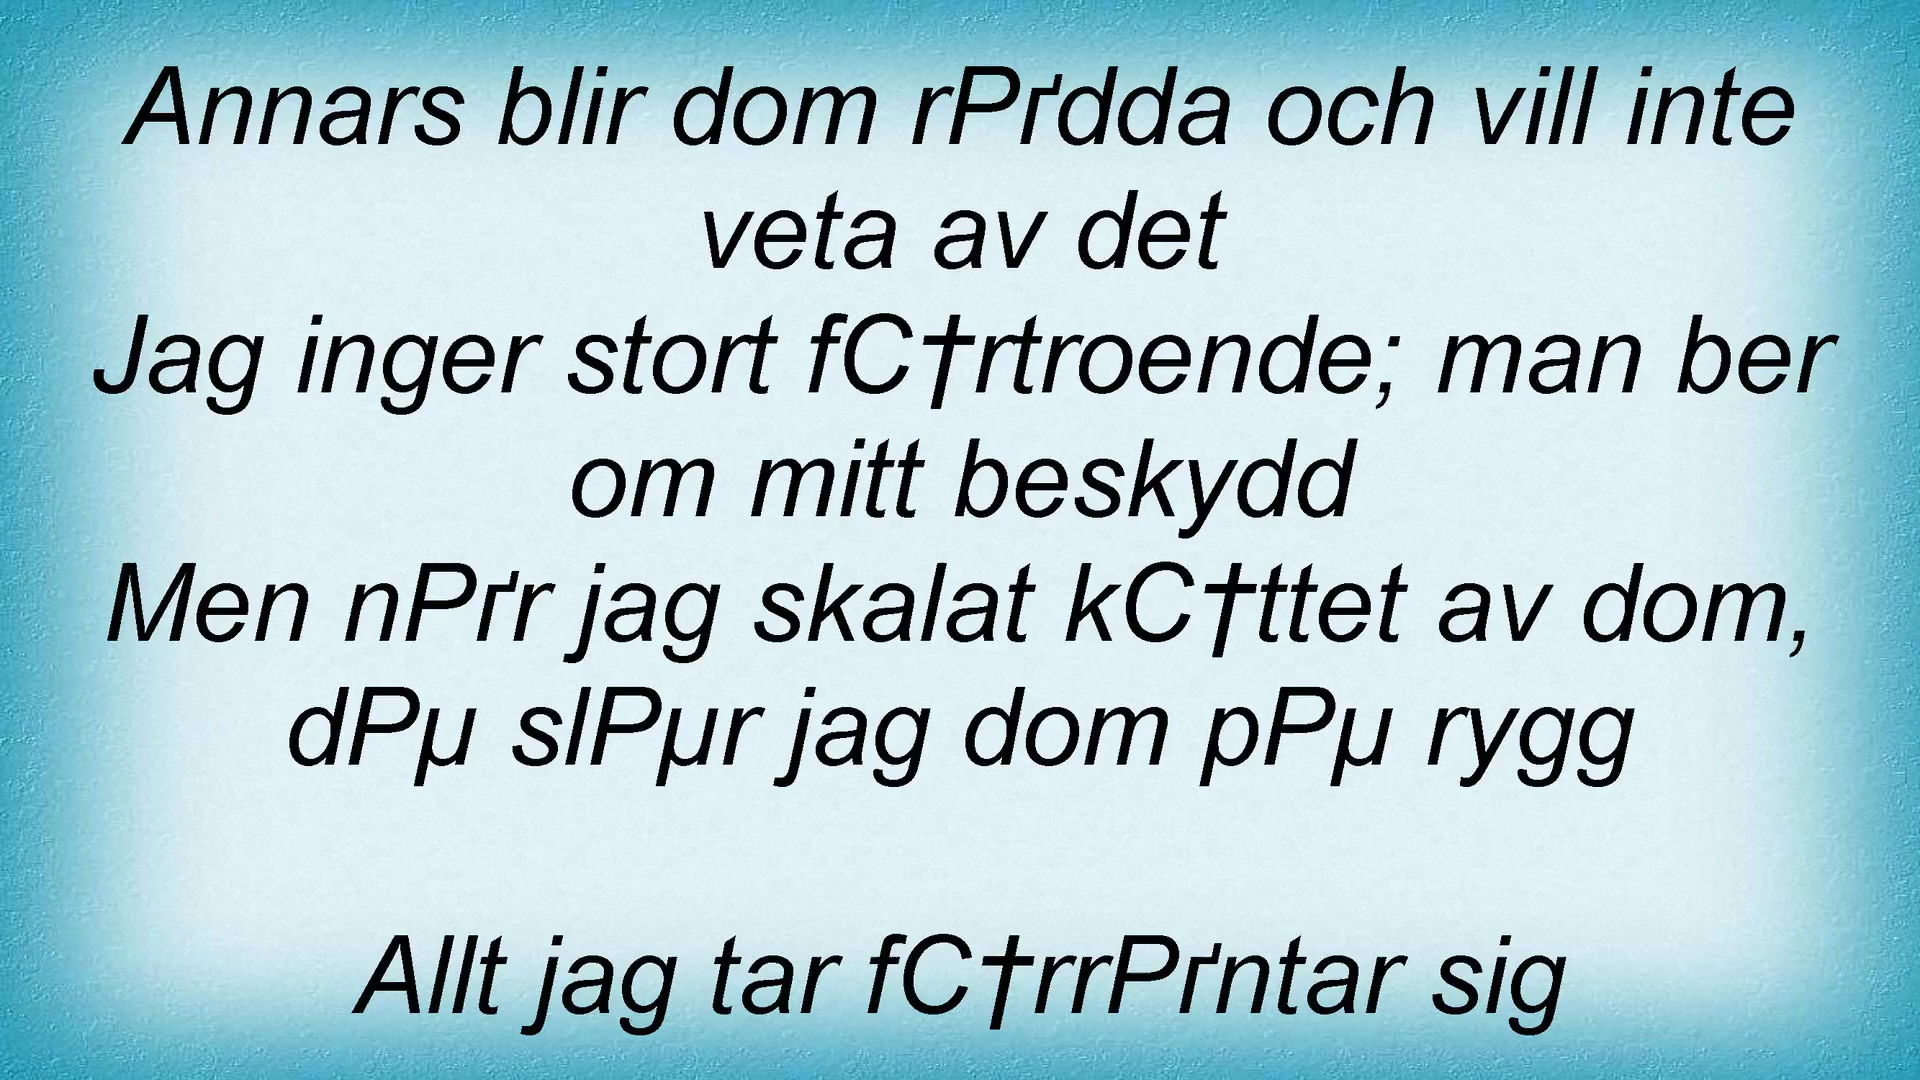 Annars blir dom rPґdda och vill inte
veta av det
Jag inger stort fC†rtroende; man ber
om mitt beskydd
Men nPґr jag skalat kC†ttet av dom,
dPµ slPµr jag dom pPµ rygg
Allt jag tar fC†rrPґntar sig